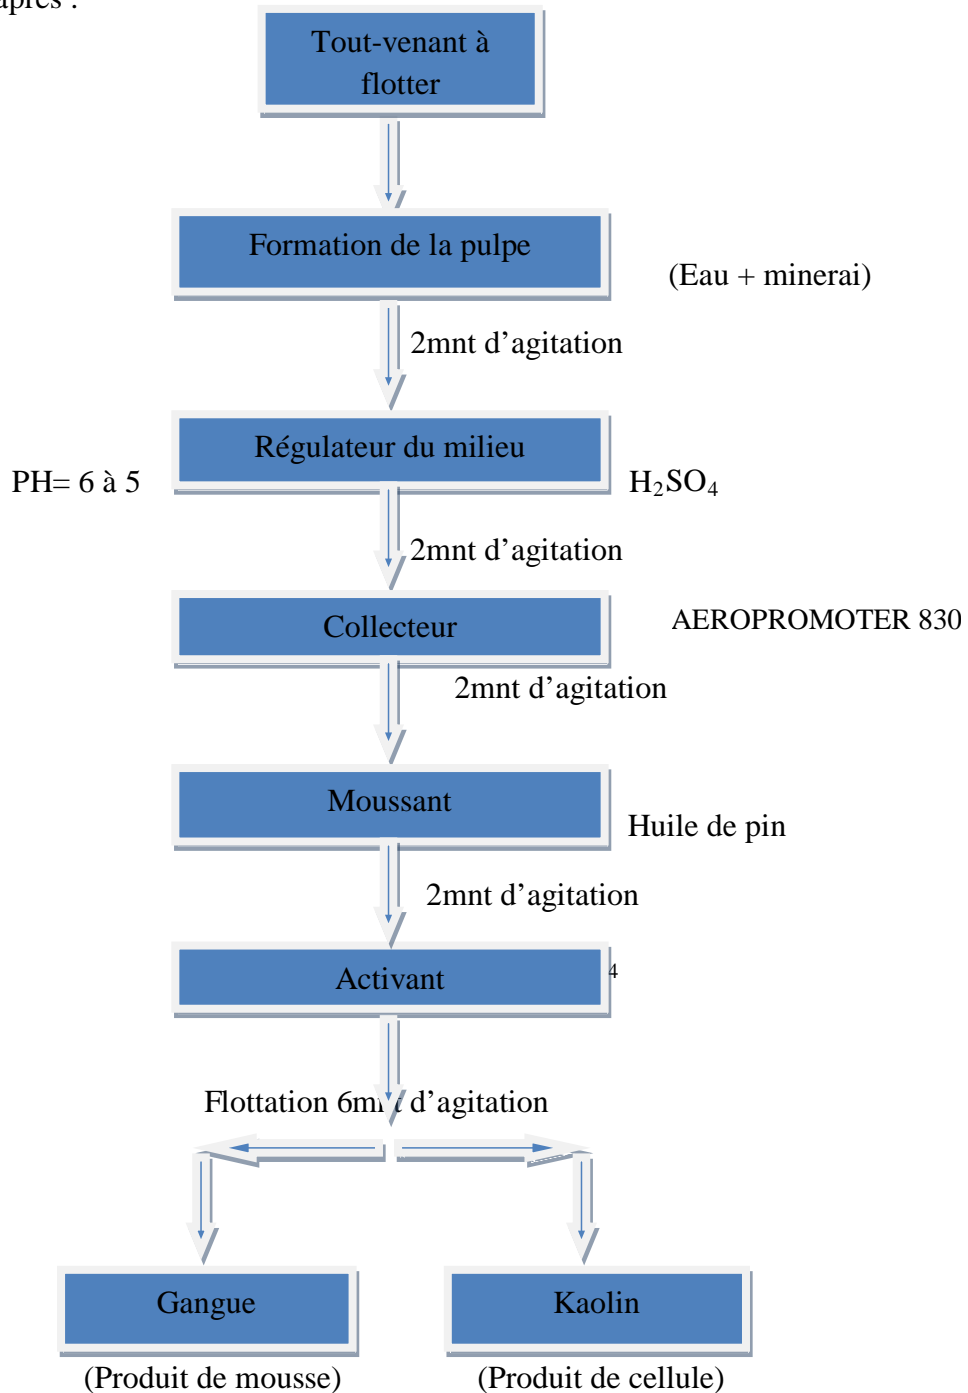 après :
Tout-venant à
flotter
Formation de la pulpe
(Eau + minerai)
2mnt d’agitation
Régulateur du milieu
PH= 6 à 5
H₂SO₄
2mnt d’agitation
Collecteur
AEROPROMOTER 830
2mnt d’agitation
Moussant
Huile de pin
2mnt d’agitation
Activant
4
Flottation 6mnt d’agitation
Gangue
Kaolin
(Produit de mousse)
(Produit de cellule)